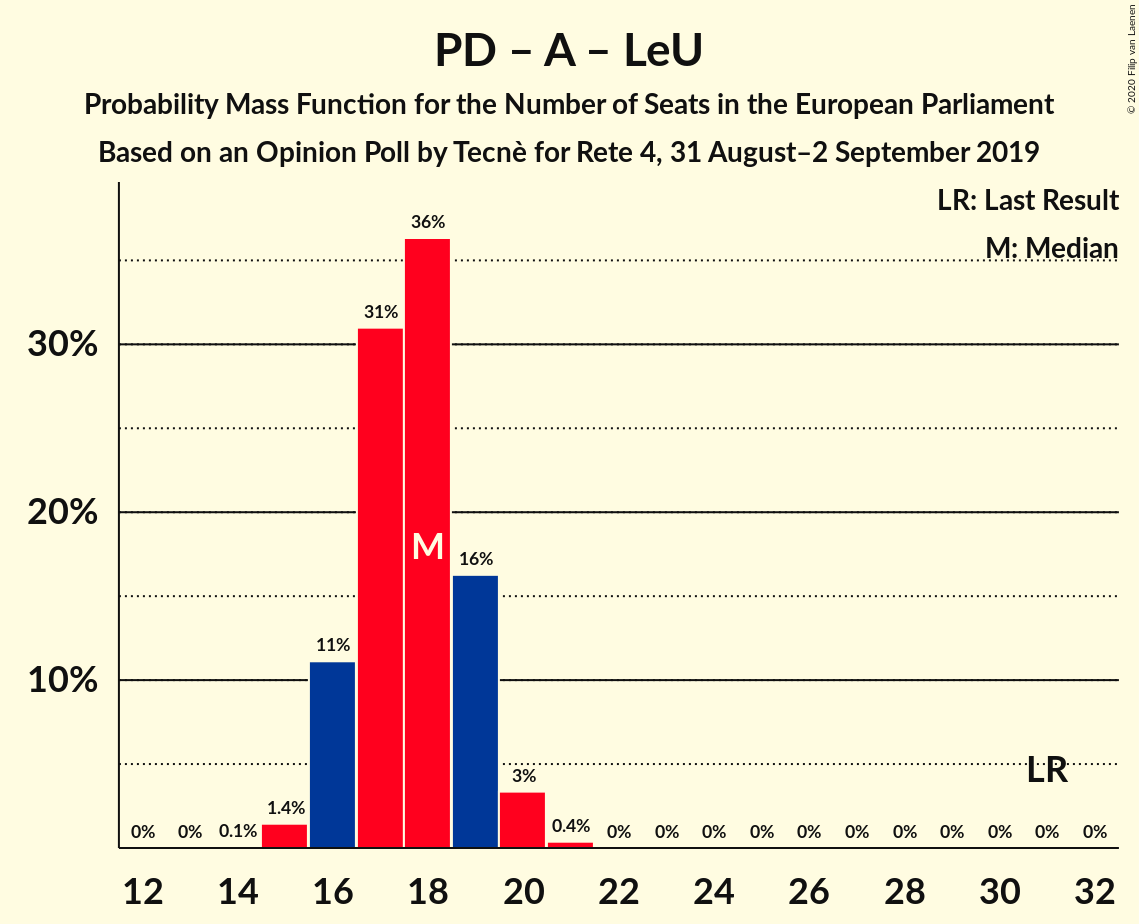 PD – A – LeU
Probability Mass Function for the Number of Seats in the European Parliament
Based on an Opinion Poll by Tecnè for Rete 4, 31 August–2 September 2019
© 2020 Filip van Laenen
LR: Last Result
M: Median
36%
31%
30%
20%
M
16%
11%
10%
LR
3%
1.4%
0.4%
0% 0% 0.1% 0% 0% 0% 0% 0% 0% 0% 0% 0% 0% 0%
12 14 16 18 20 22 24 26 28 30 32